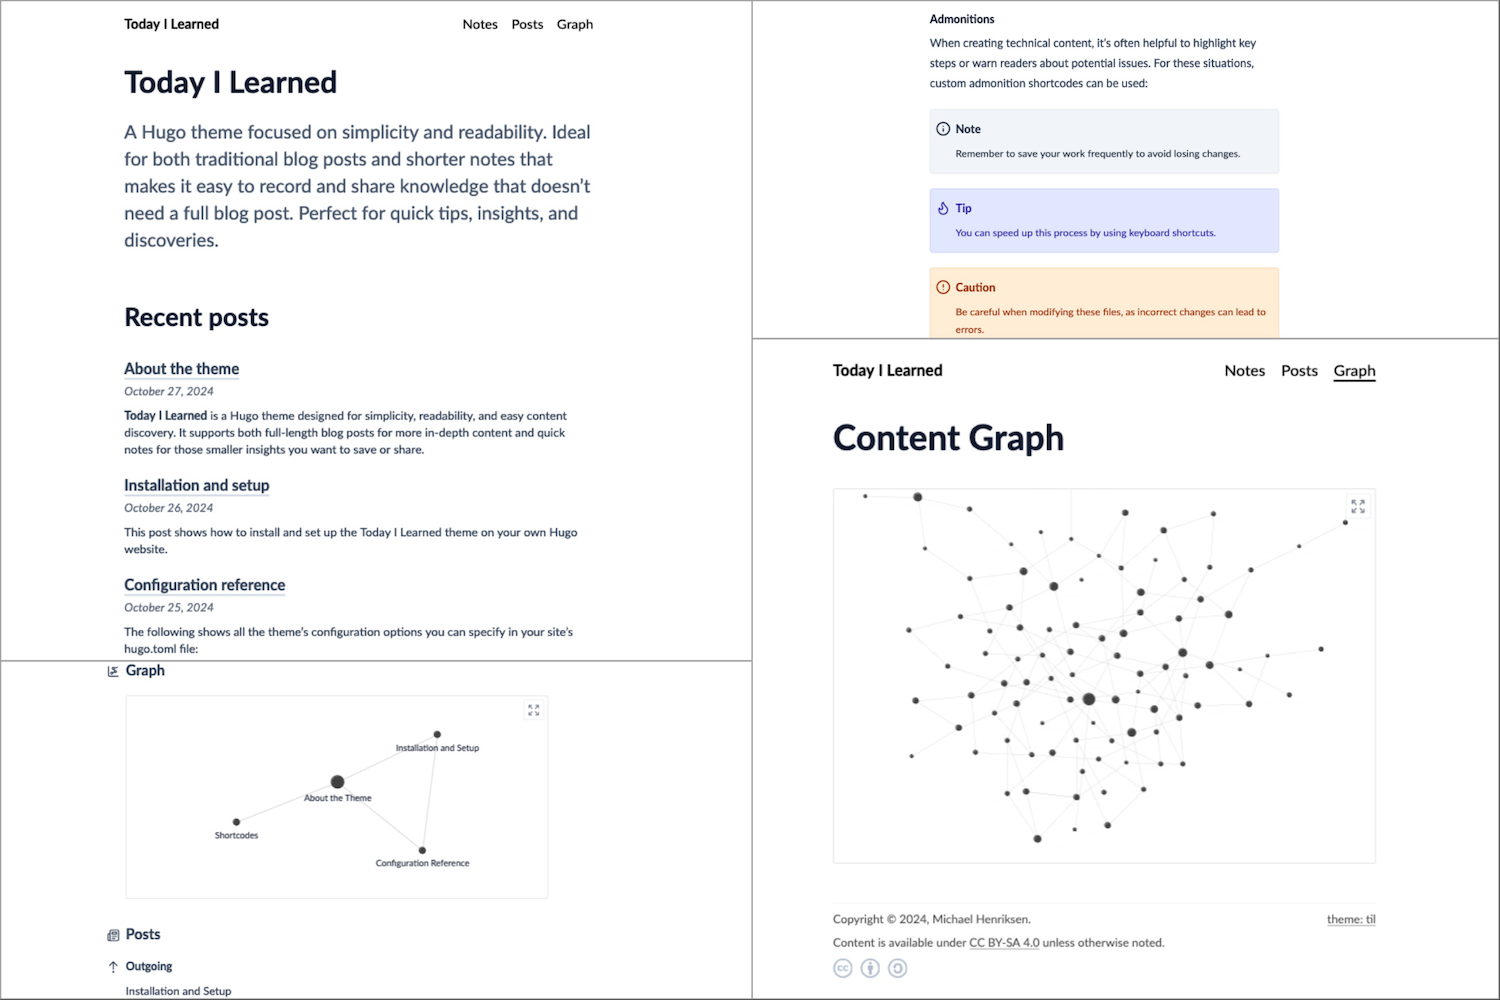 Today I Learned
Notes Posts Graph
Today I Learned
A Hugo theme focused on simplicity and readability. Ideal
for both traditional blog posts and shorter notes that
makes it easy to record and share knowledge that doesn’t
need a full blog post. Perfect for quick tips, insights, and
discoveries.
Recent posts
About the theme
October 27, 2024
Today I Learned is a Hugo theme designed for simplicity, readability, and easy content
discovery. It supports both full-length blog posts for more in-depth content and quick
notes for those smaller insights you want to save or share.
Installation and setup
October 26, 2024
This post shows how to install and set up the Today I Learned theme on your own Hugo
website.
Configuration reference
October 25, 2024
The following shows all the theme’s configuration options you can specify in your site’s
hugo.toml file:
Graph
Installation and Setup
About the Theme
Shortcodes
Configuration Reference
Posts
Outgoing
Installation and Setup
Admonitions
When creating technical content, it’s often helpful to highlight key
steps or warn readers about potential issues. For these situations,
custom admonition shortcodes can be used:
Note
Remember to save your work frequently to avoid losing changes.
Tip
You can speed up this process by using keyboard shortcuts.
Caution
Be careful when modifying these files, as incorrect changes can lead to
errors.
Today I Learned
Notes Posts Graph
Content Graph
Copyright © 2024, Michael Henriksen.
theme: til
Content is available under CC BY-SA 4.0 unless otherwise noted.
cc